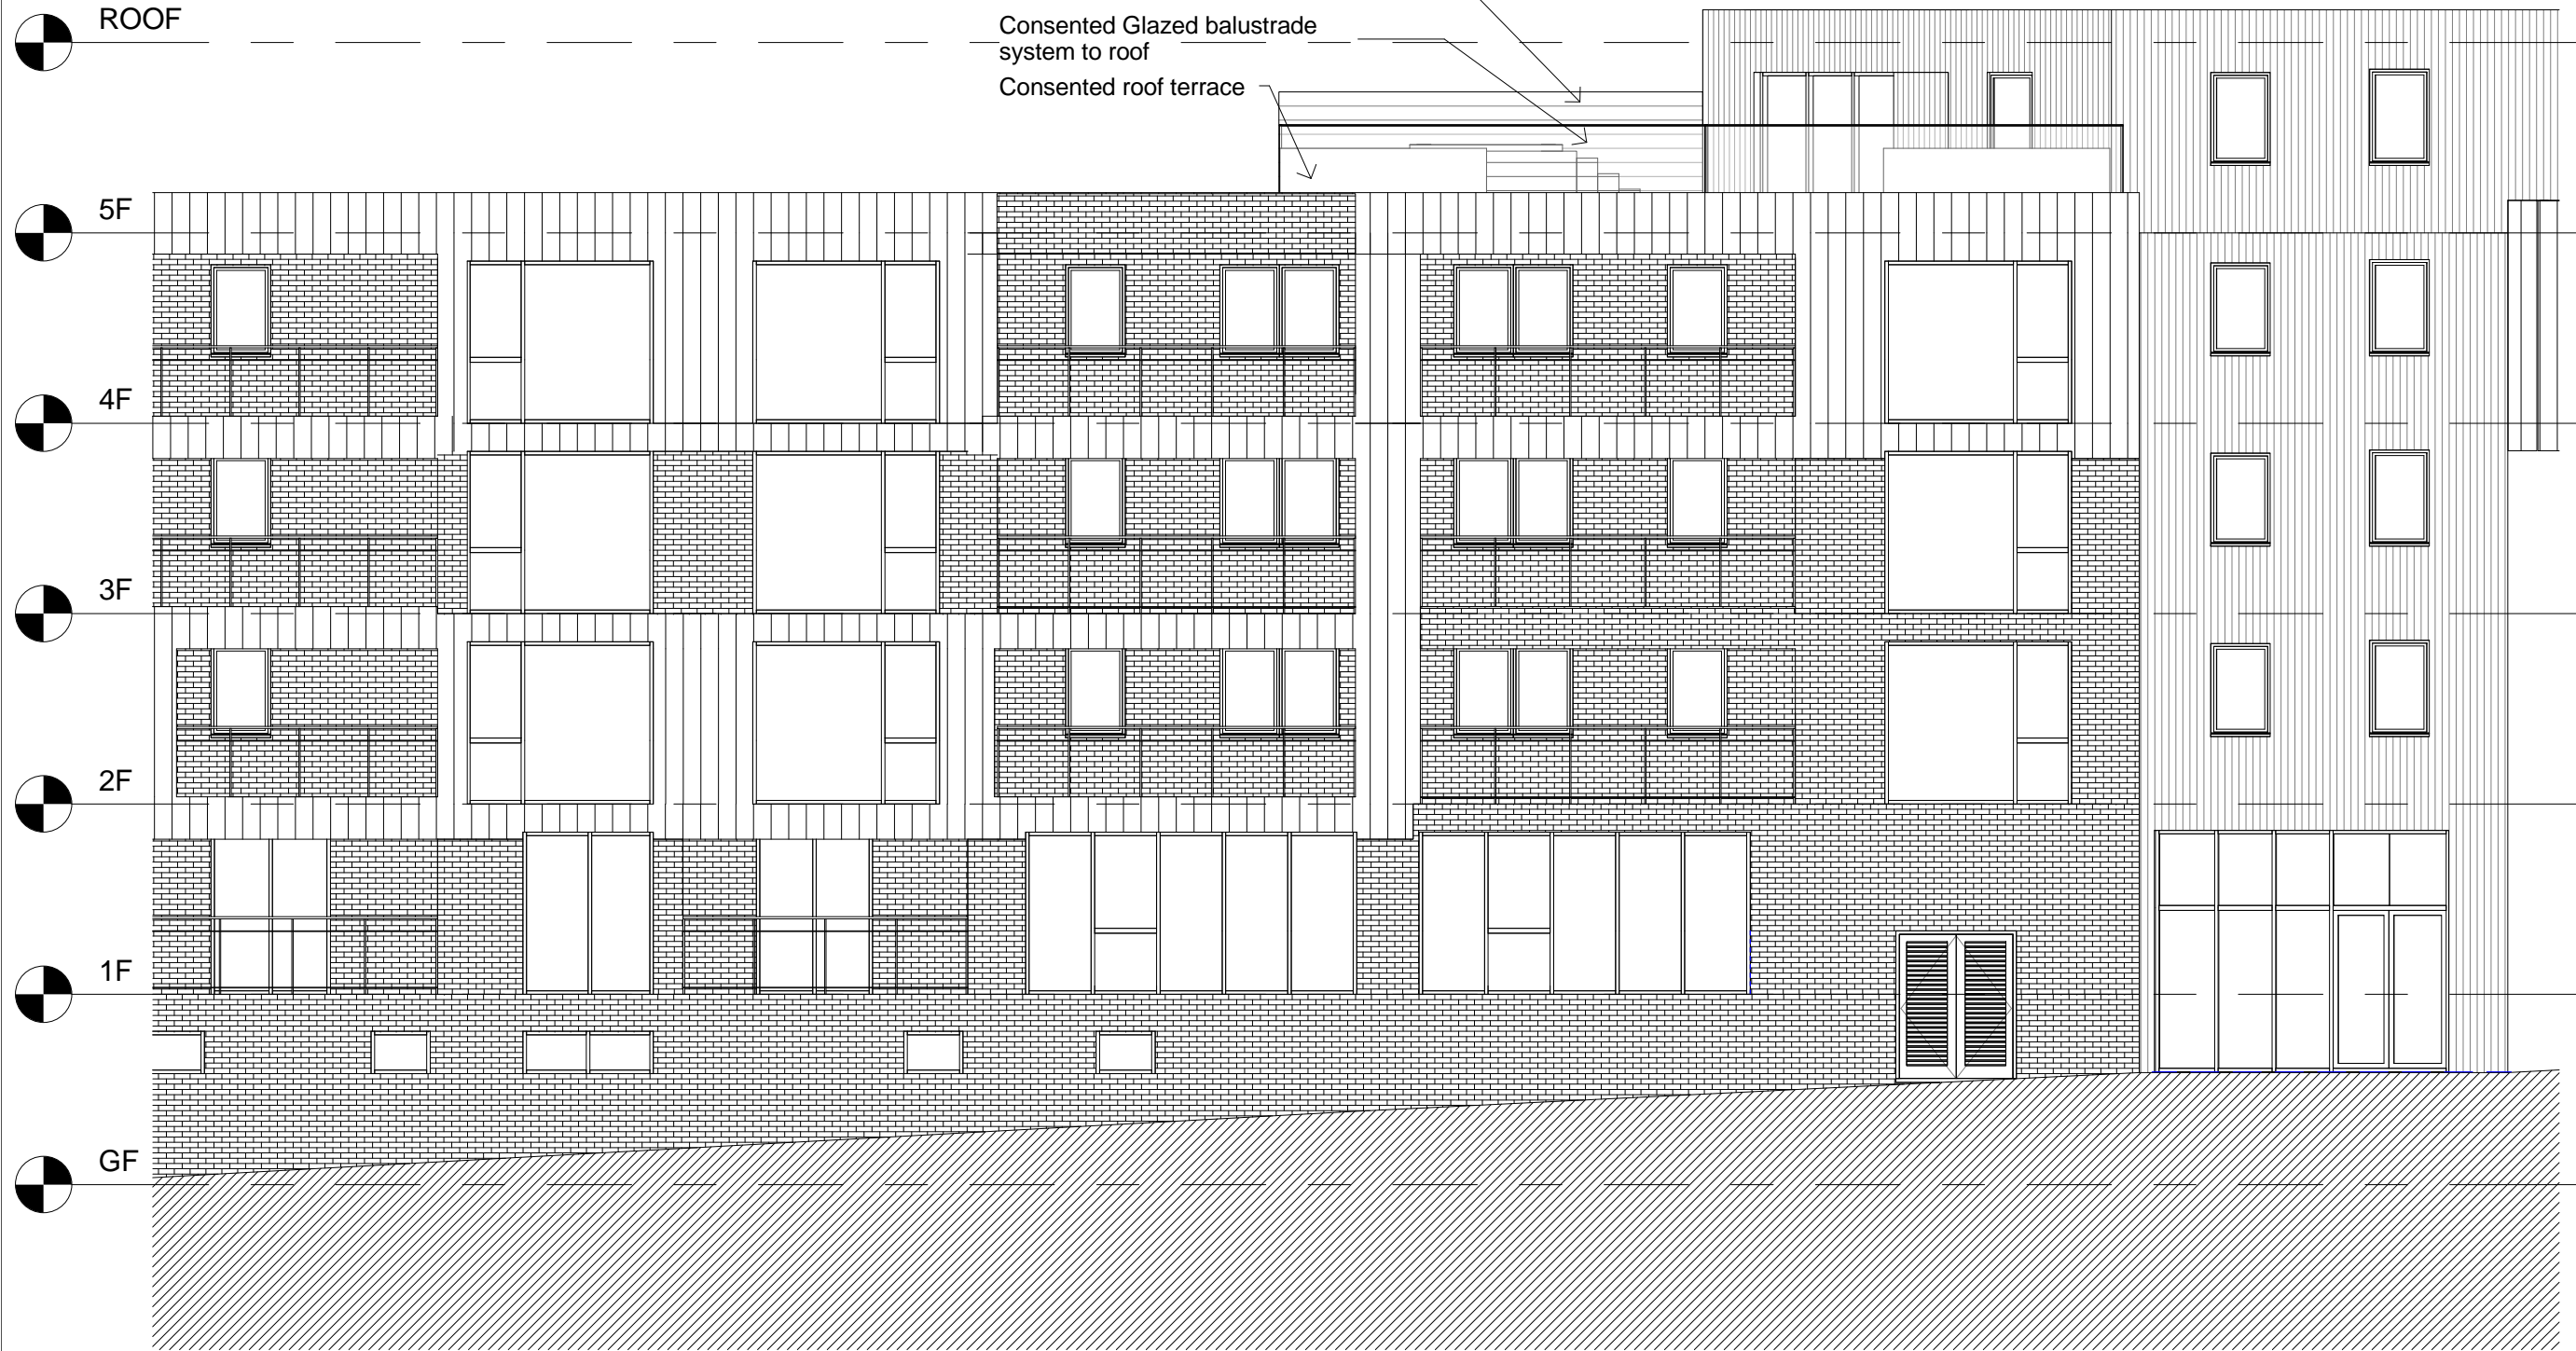 ROOF
Consented Glazed balustrade
system to roof
Consented roof terrace
5F
4F
3F
2F
1F
GF